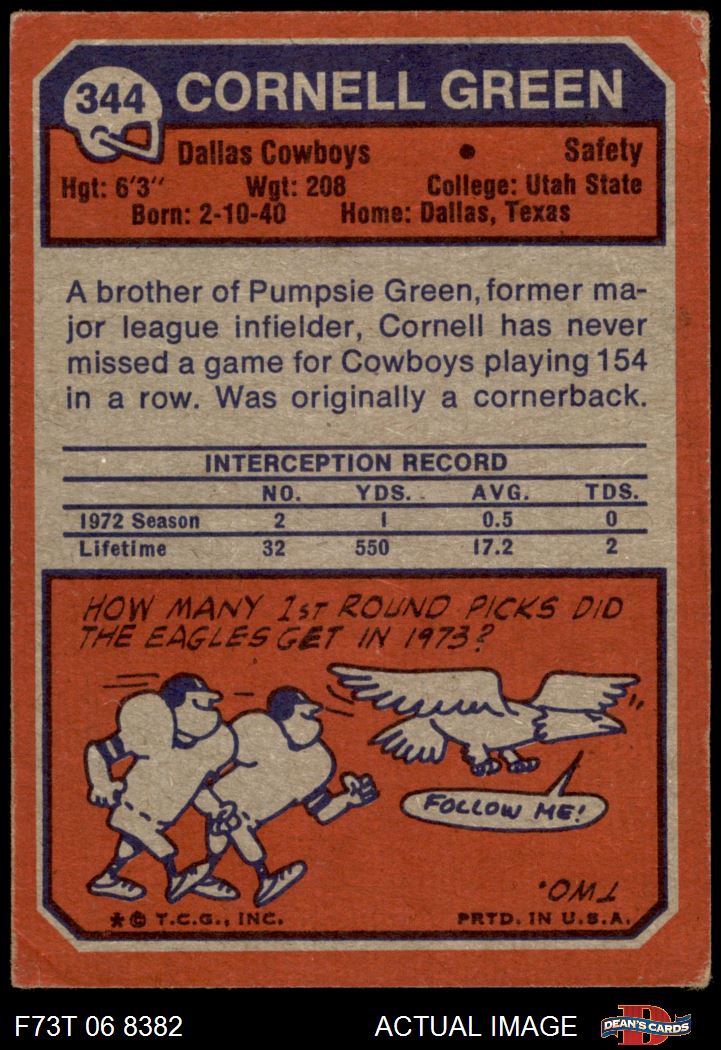 344 CORNELL GREEN
Dallas Cowboys • Safety
Hgt: 6'3" Wgt: 208 College: Utah State
Born: 2-10-40 Home: Dallas, Texas
A brother of Pumpsie Green, former ma-
jor league infielder, Cornell has never
missed a game for Cowboys playing 154
in a row. Was originally a cornerback.
INTERCEPTION RECORD
NO. YDS. AVG. TDS.
1972 Season 2 1 0.5 0
Lifetime 32 550 17.2 2
HOW MANY 1ST ROUND PICKS DID
THE EAGLES GET IN 1973?
FOLLOW ME!
TWO.
* © T.C.G., INC. PRTD. IN U.S.A.
F73T 06 8382 ACTUAL IMAGE D DEAN'S CARDS